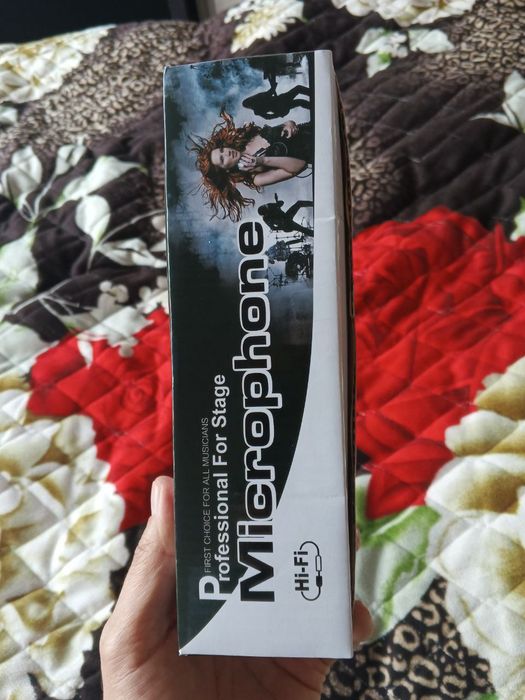 FIRST CHOICE FOR ALL MUSICIANS
Professional For Stage
Microphone
Hi-Fi